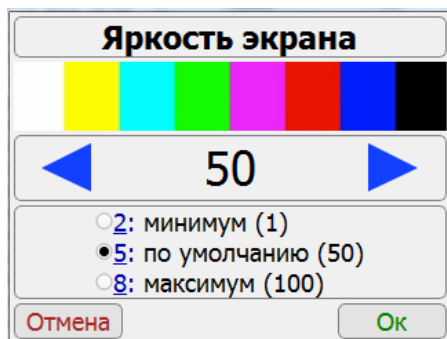 Яркость экрана
50
2: минимум (1)
5: по умолчанию (50)
8: максимум (100)
Отмена Ок